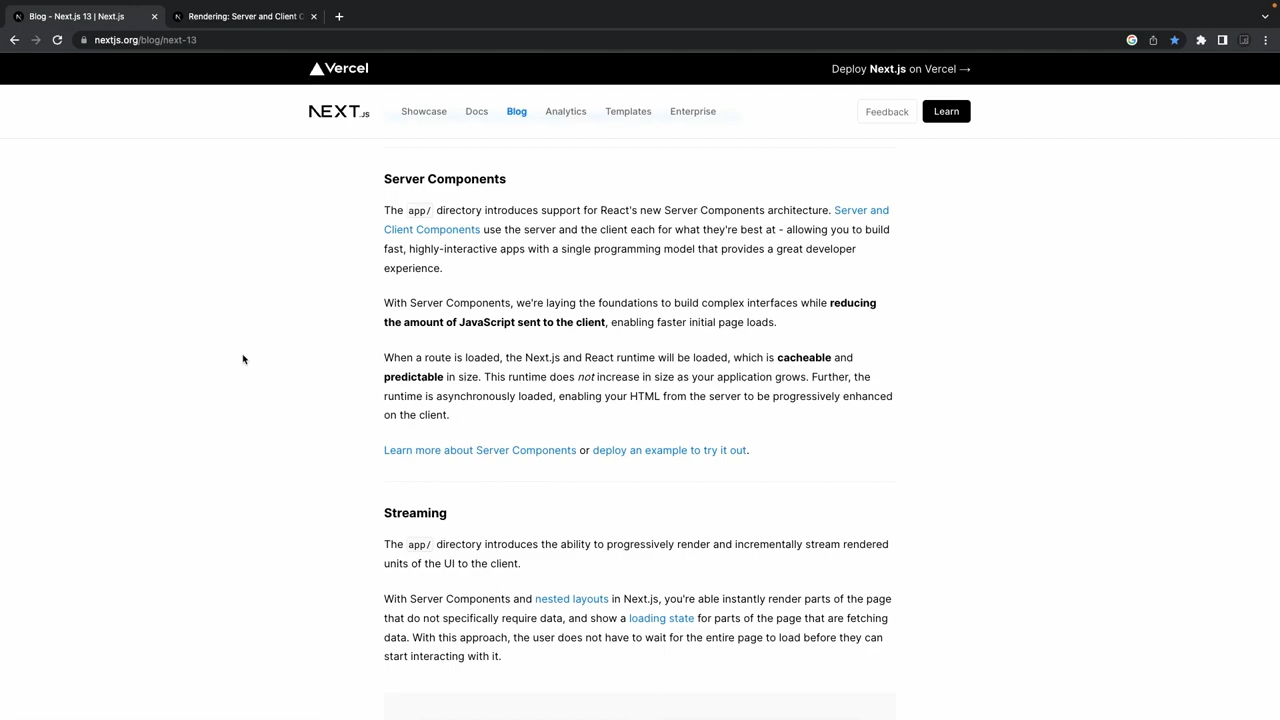 Blog - Next.js 13 | Next.js
Rendering: Server and Client C
nextjs.org/blog/next-13
Vercel
Deploy Next.js on Vercel →
NEXT.JS
Showcase
Docs
Blog
Analytics
Templates
Enterprise
Feedback
Learn
Server Components
The app/ directory introduces support for React's new Server Components architecture. Server and
Client Components use the server and the client each for what they're best at - allowing you to build
fast, highly-interactive apps with a single programming model that provides a great developer
experience.
With Server Components, we're laying the foundations to build complex interfaces while reducing
the amount of JavaScript sent to the client, enabling faster initial page loads.
When a route is loaded, the Next.js and React runtime will be loaded, which is cacheable and
predictable in size. This runtime does not increase in size as your application grows. Further, the
runtime is asynchronously loaded, enabling your HTML from the server to be progressively enhanced
on the client.
Learn more about Server Components or deploy an example to try it out.
Streaming
The app/ directory introduces the ability to progressively render and incrementally stream rendered
units of the UI to the client.
With Server Components and nested layouts in Next.js, you're able instantly render parts of the page
that do not specifically require data, and show a loading state for parts of the page that are fetching
data. With this approach, the user does not have to wait for the entire page to load before they can
start interacting with it.